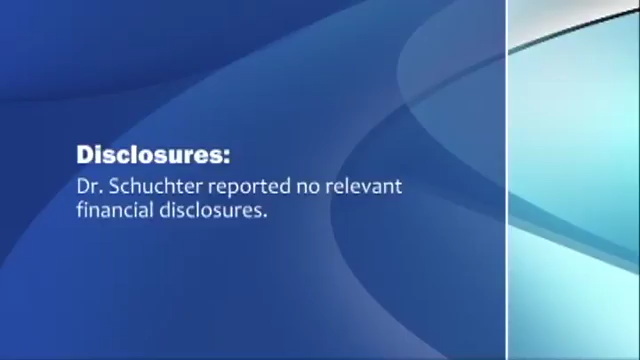 Disclosures:
Dr. Schuchter reported no relevant
financial disclosures.